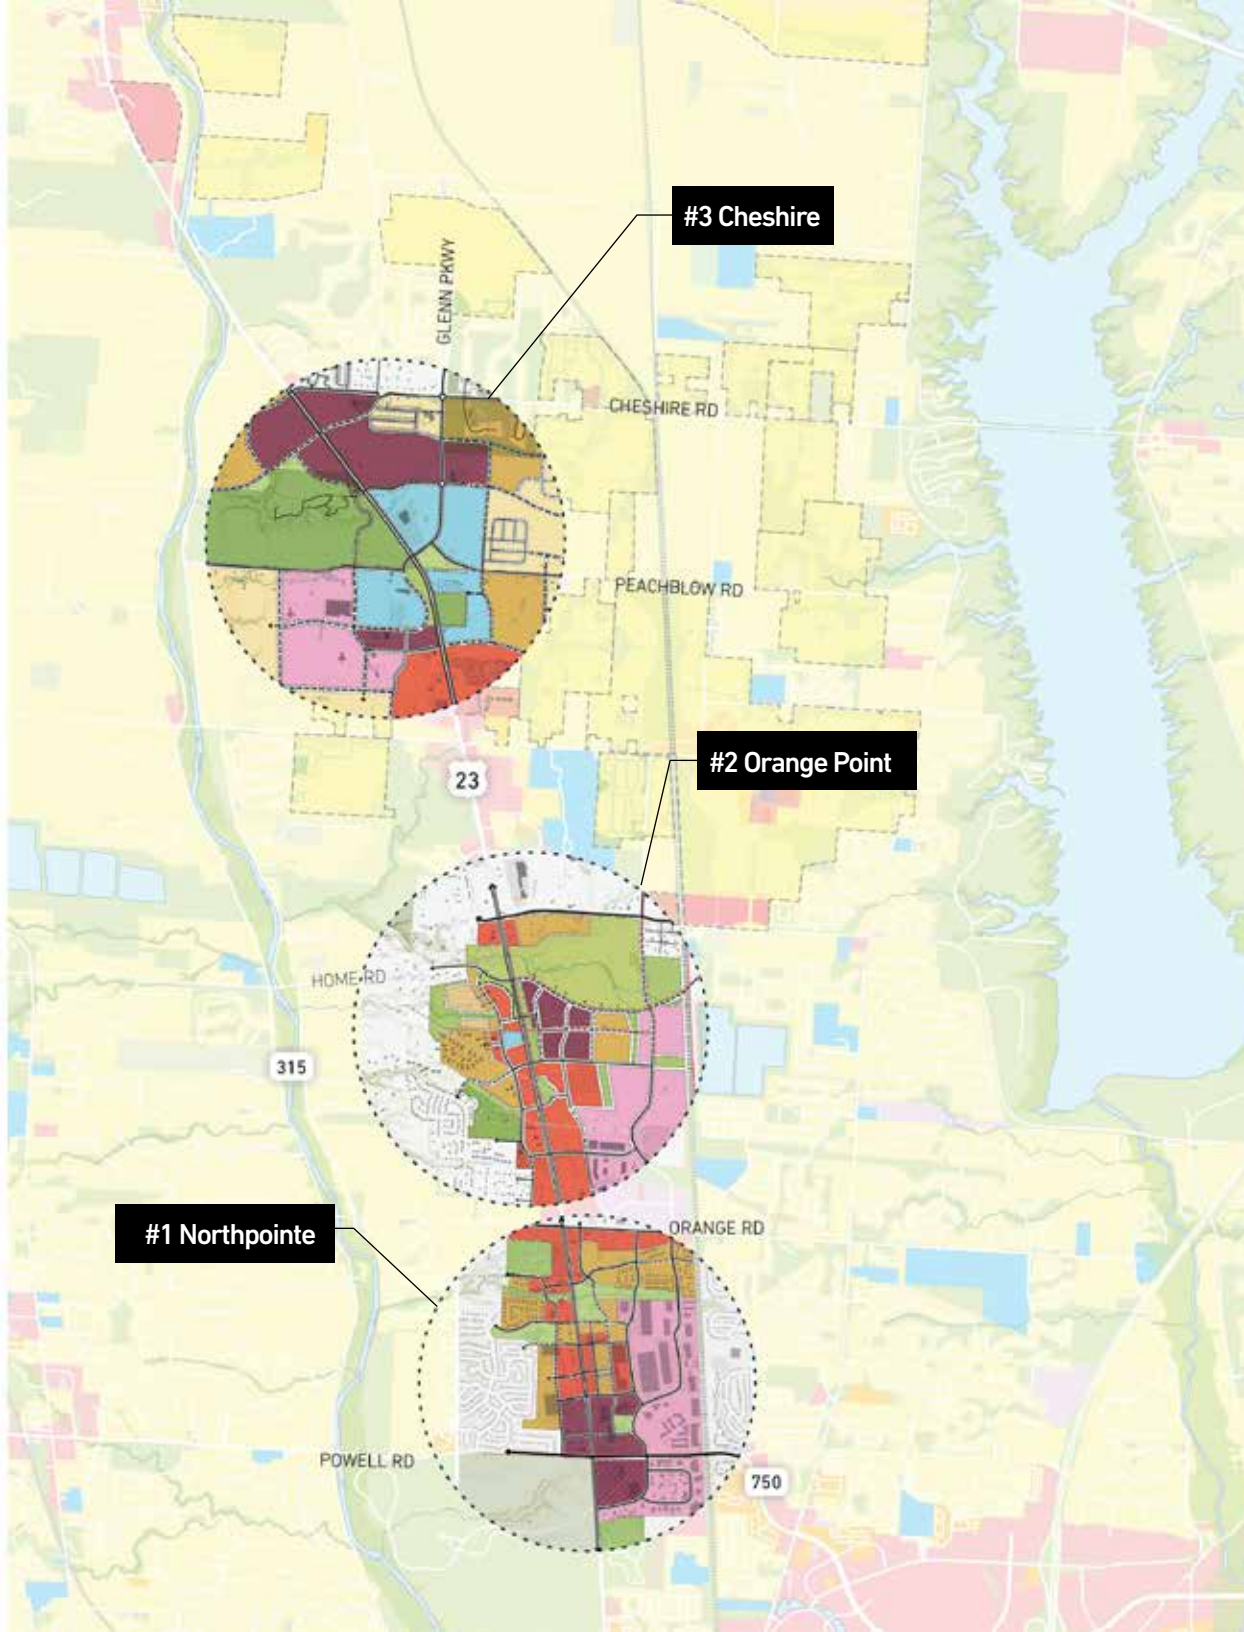 #3 Cheshire
GLENN PKWY
CHESHIRE RD
PEACHBLOW RD
#2 Orange Point
23
HOME RD
315
#1 Northpointe
ORANGE RD
POWELL RD
750